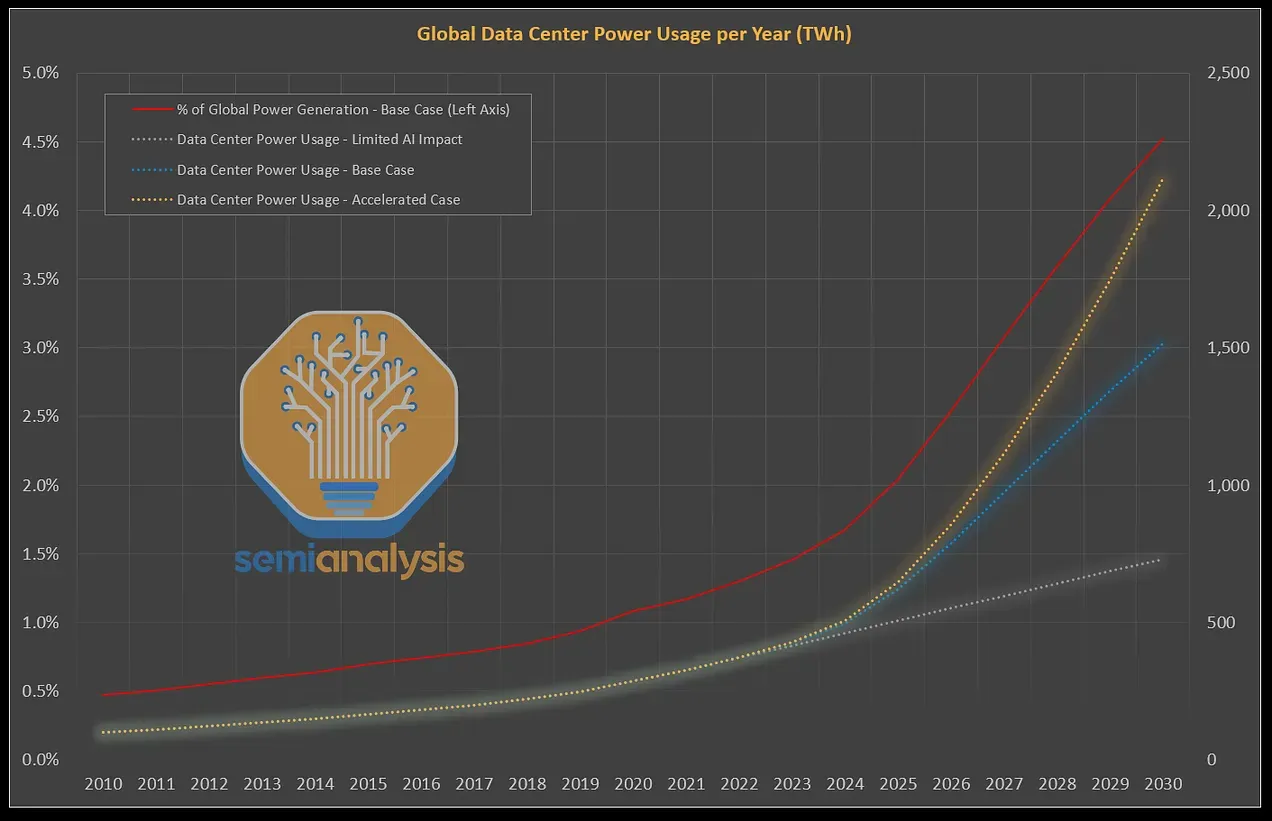 Global Data Center Power Usage per Year (TWh)
5.0%
4.5%
4.0%
3.5%
3.0%
2.5%
2.0%
1.5%
1.0%
0.5%
0.0%
% of Global Power Generation - Base Case (Left Axis)
Data Center Power Usage - Limited AI Impact
Data Center Power Usage - Base Case
Data Center Power Usage - Accelerated Case
semianalysis
2,500
2,000
1,500
1,000
500
0
2010 2011 2012 2013 2014 2015 2016 2017 2018 2019 2020 2021 2022 2023 2024 2025 2026 2027 2028 2029 2030